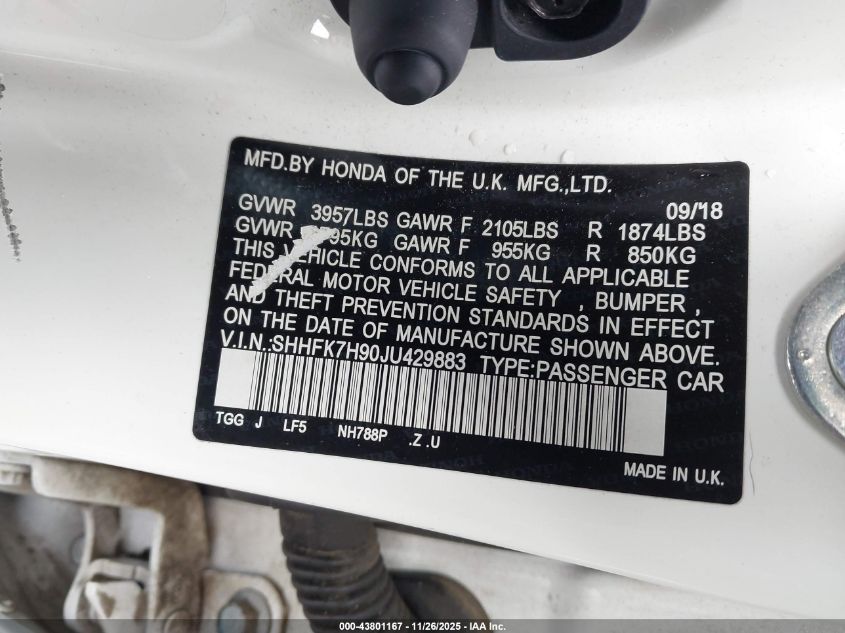 MFD.BY HONDA OF THE U.K. MFG.,LTD.
09/18
GVWR 3957LBS GAWR F 2105LBS R 1874LBS
GVWR 95KG GAWR F 955KG R 850KG
THIS VEHICLE CONFORMS TO ALL APPLICABLE
FEDERAL MOTOR VEHICLE SAFETY , BUMPER ,
AND THEFT PREVENTION STANDARDS IN EFFECT
ON THE DATE OF MANUFACTURE SHOWN ABOVE.
V.I.N.:SHHFK7H90JU429883 TYPE:PASSENGER CAR
TGG J LF5 NH788P .Z .U
MADE IN U.K.
000-43801167 - 11/26/2025 - IAA Inc.